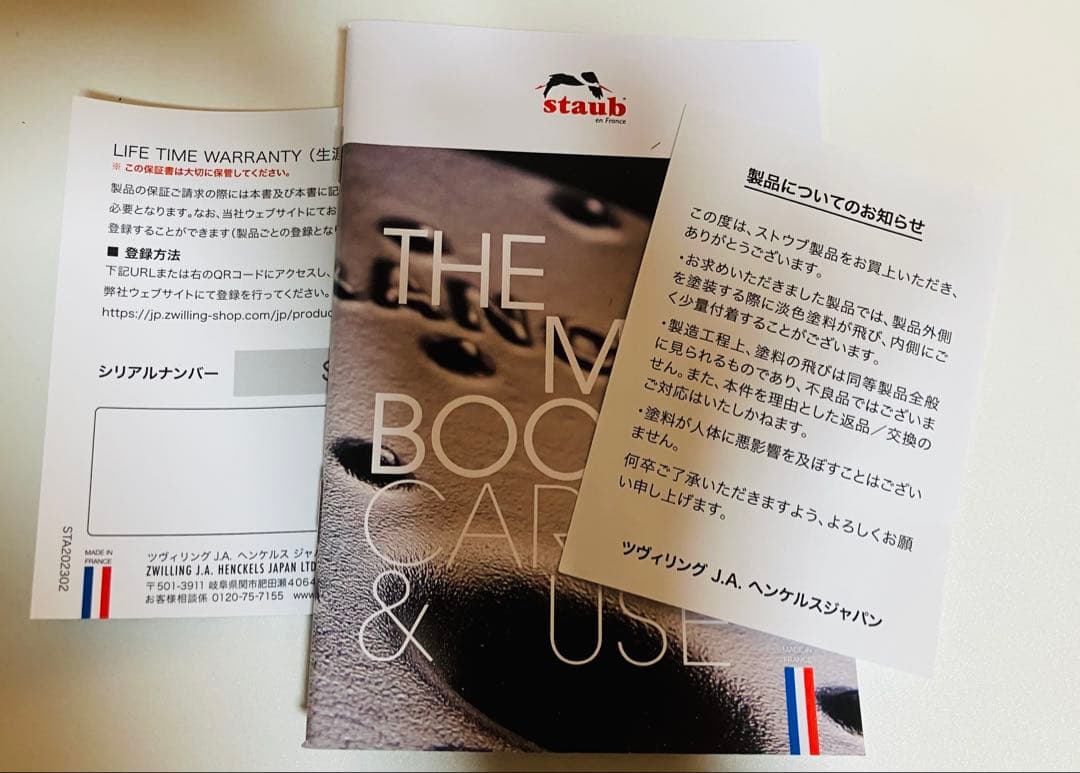 LIFE TIME WARRANTY（生涯
※ この保証書は大切に保管してください。
製品の保証ご請求の際には本書及び本書に記
必要となります。なお、当社ウェブサイトにてお
登録することができます（製品ごとの登録とな
■ 登録方法
下記URLまたは右のQRコードにアクセスし、
弊社ウェブサイトにて登録を行ってください。
https://jp.zwilling-shop.com/jp/produc
シリアルナンバー
STA202302
MADE IN
FRANCE
ツヴィリング J.A. ヘンケルス ジャパ
ZWILLING J.A. HENCKELS JAPAN LTD
〒501-3911 岐阜県関市肥田瀬4064
お客様相談係 0120-75-7155 www
staub
en France
THE
M
BOO
CAR
& USE
MADE IN
FRANCE
製品についてのお知らせ
この度は、ストウブ製品をお買上いただき、
ありがとうございます。
・お求めいただきました製品では、製品外側
を塗装する際に淡色塗料が飛び、内側にご
く少量付着することがございます。
・製造工程上、塗料の飛びは同等製品全般
に見られるものであり、不良品ではございま
せん。また、本件を理由とした返品／交換の
ご対応はいたしかねます。
・塗料が人体に悪影響を及ぼすことはござい
ません。
何卒ご了承いただきますよう、よろしくお願
い申し上げます。
ツヴィリング J.A. ヘンケルスジャパン